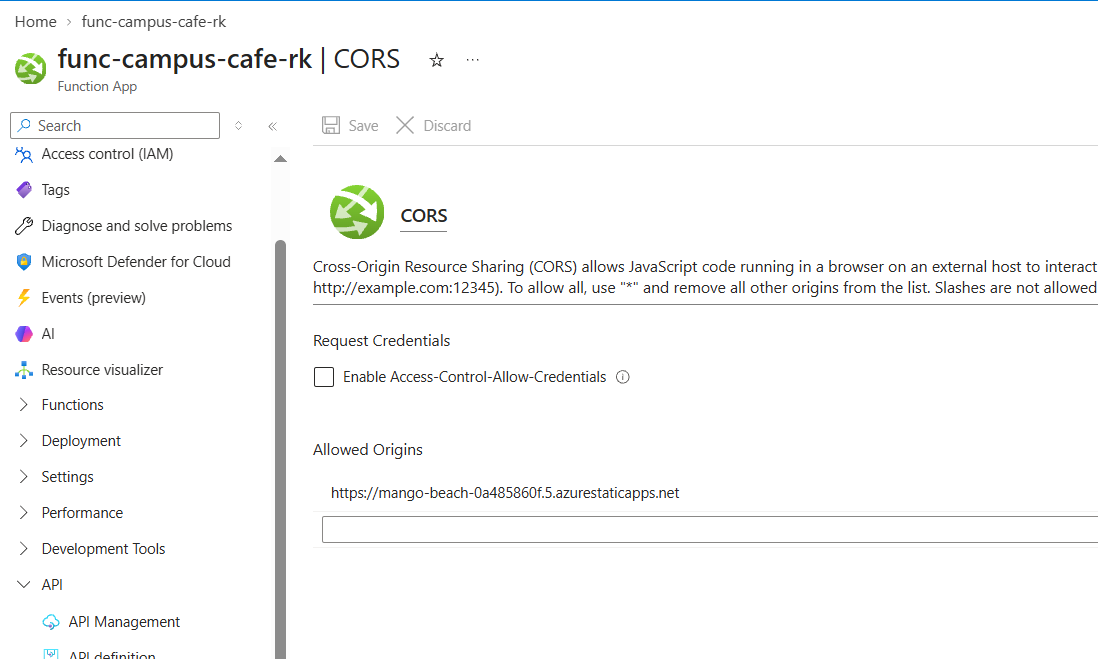 Home > func-campus-cafe-rk
func-campus-cafe-rk | CORS
Function App
Search
Save
Discard
Access control (IAM)
Tags
Diagnose and solve problems
Microsoft Defender for Cloud
Events (preview)
AI
Resource visualizer
Functions
Deployment
Settings
Performance
Development Tools
API
API Management
API definition
CORS
Cross-Origin Resource Sharing (CORS) allows JavaScript code running in a browser on an external host to interact
http://example.com:12345). To allow all, use "*" and remove all other origins from the list. Slashes are not allowed
Request Credentials
Enable Access-Control-Allow-Credentials
Allowed Origins
https://mango-beach-0a485860f.5.azurestaticapps.net